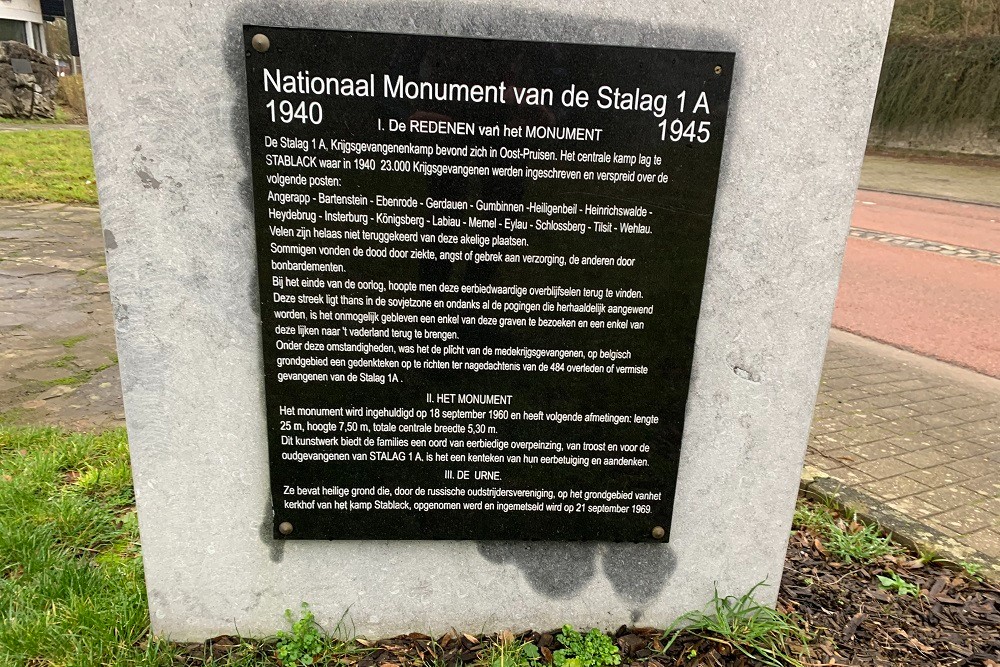 Nationaal Monument van de Stalag 1 A
1940 1945
I. De REDENEN van het MONUMENT
De Stalag 1 A, Krijgsgevangenenkamp bevond zich in Oost-Pruisen. Het centrale kamp lag te
STABLACK waar in 1940 23.000 Krijgsgevangenen werden ingeschreven en verspreid over de
volgende posten:
Angerapp - Bartenstein - Ebenrode - Gerdauen - Gumbinnen -Heiligenbeil - Heinrichswalde -
Heydebrug - Insterburg - Königsberg - Labiau - Memel - Eylau - Schlossberg - Tilsit - Wehlau.
Velen zijn helaas niet teruggekeerd van deze akelige plaatsen.
Sommigen vonden de dood door ziekte, angst of gebrek aan verzorging, de anderen door
bonbardementen.
Bij het einde van de oorlog, hoopte men deze eerbiedwaardige overblijfselen terug te vinden.
Deze streek ligt thans in de sovjetzone en ondanks al de pogingen die herhaaldelijk aangewend
worden, is het onmogelijk gebleven een enkel van deze graven te bezoeken en een enkel van
deze lijken naar 't vaderland terug te brengen.
Onder deze omstandigheden, was het de plicht van de medekrijgsgevangenen, op belgisch
grondgebied een gedenkteken op te richten ter nagedachtenis van de 484 overleden of vermiste
gevangenen van de Stalag 1A .
II. HET MONUMENT
Het monument wird ingehuldigd op 18 september 1960 en heeft volgende afmetingen: lengte
25 m, hoogte 7,50 m, totale centrale breedte 5,30 m.
Dit kunstwerk biedt de families een oord van eerbiedige overpeinzing, van troost en voor de
oudgevangenen van STALAG 1 A, is het een kenteken van hun eerbetuiging en aandenken.
III. DE URNE.
Ze bevat heilige grond die, door de russische oudstrijdersvereniging, op het grondgebied vanhet
kerkhof van het kamp Stablack, opgenomen werd en ingemetseld wird op 21 september 1969.